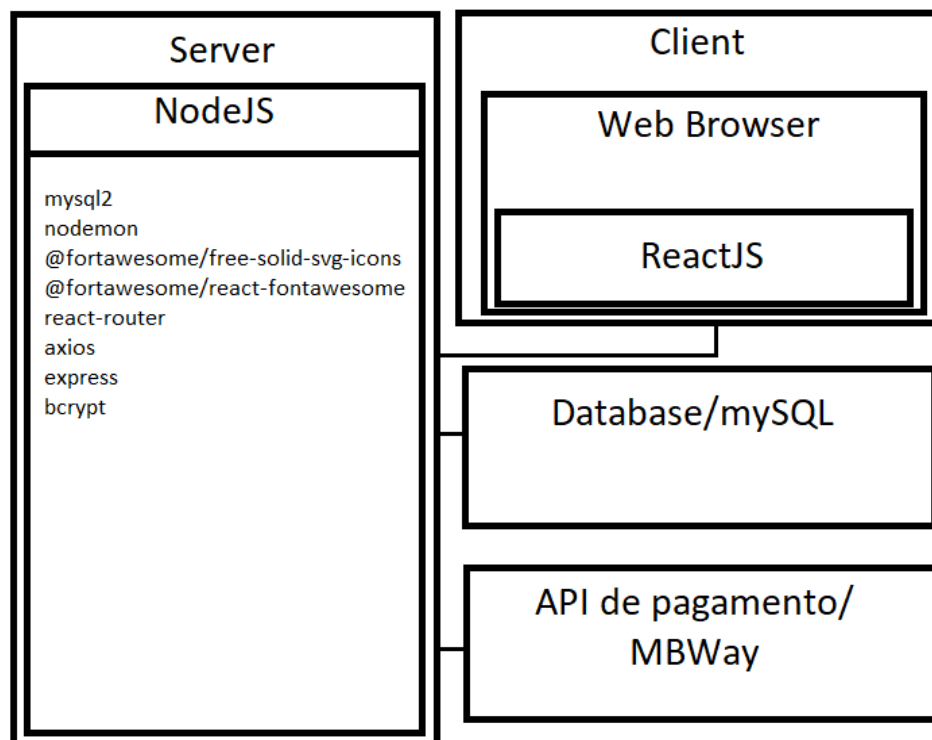 Server
NodeJS
mysql2
nodemon
@fortawesome/free-solid-svg-icons
@fortawesome/react-fontawesome
react-router
axios
express
bcrypt
Client
Web Browser
ReactJS
Database/mySQL
API de pagamento/
MBWay